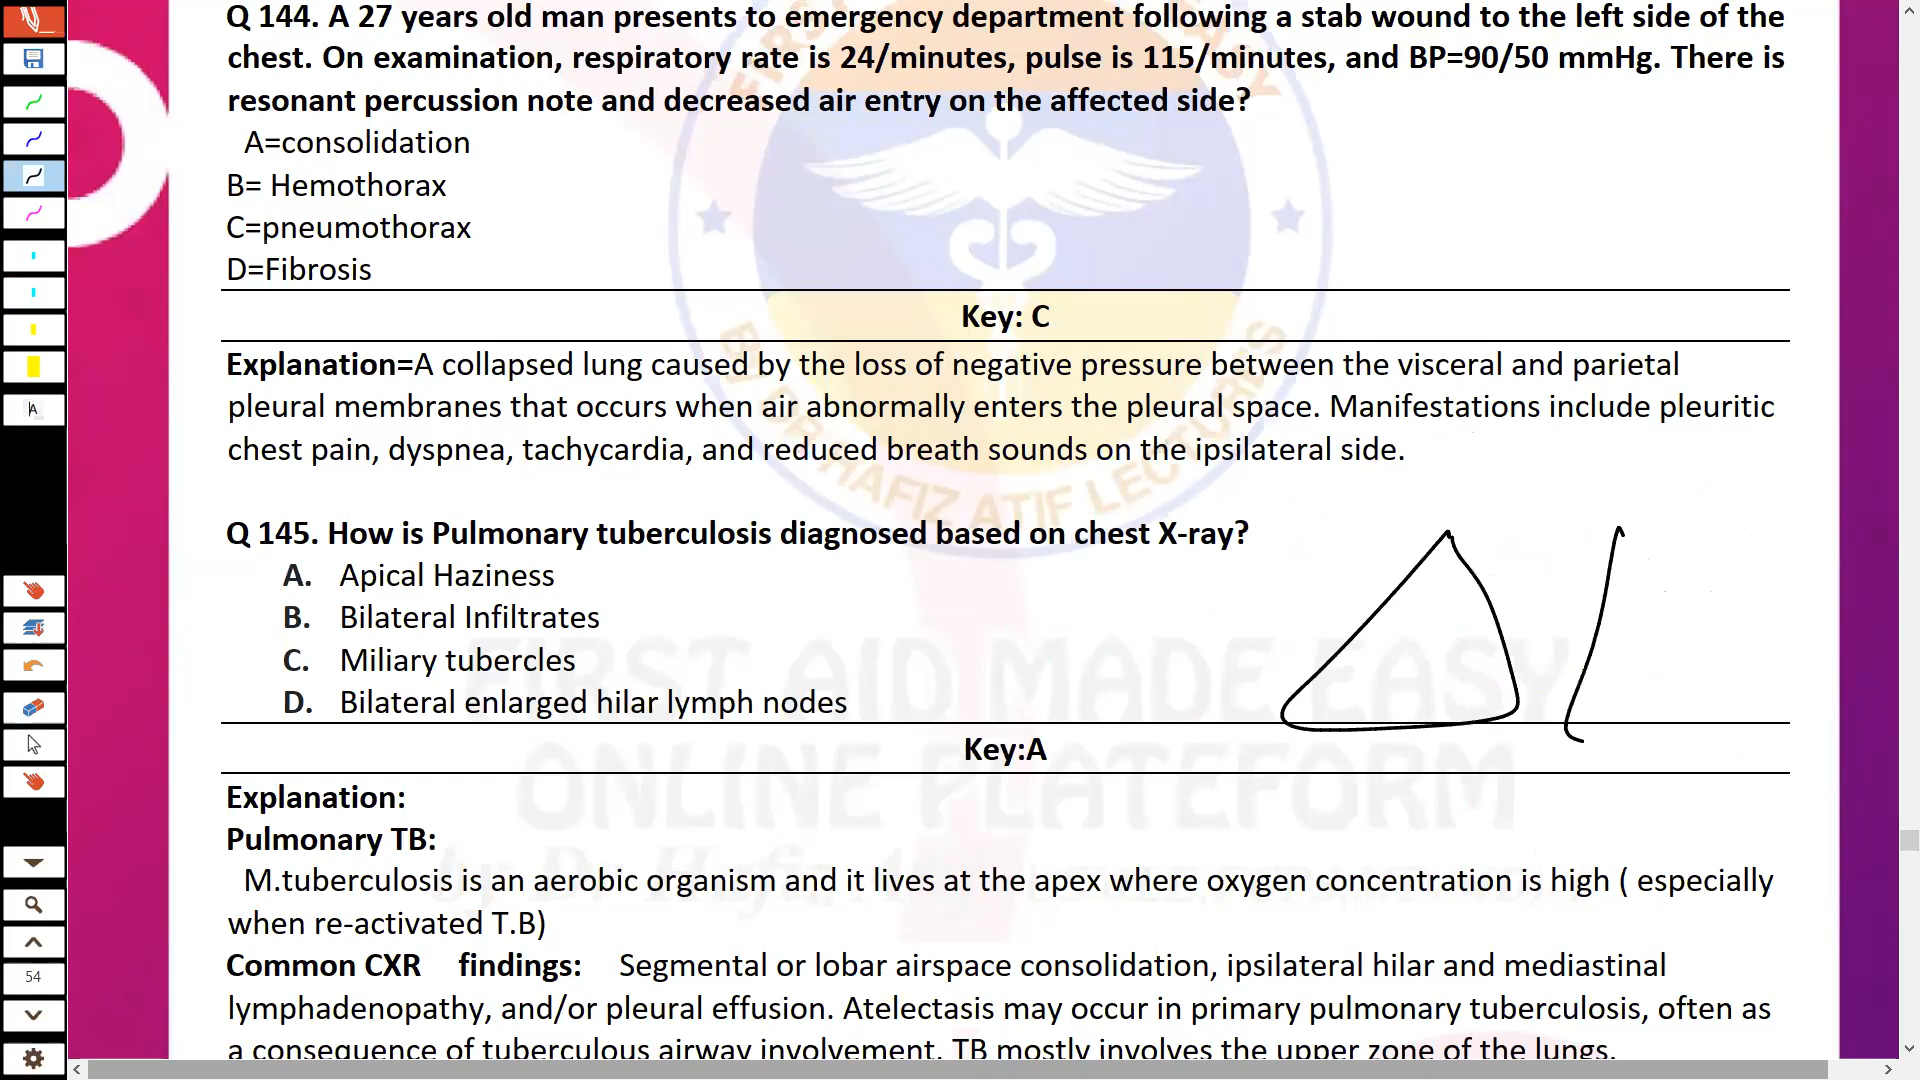 Q 144. A 27 years old man presents to emergency department following a stab wound to the left side of the
chest. On examination, respiratory rate is 24/minutes, pulse is 115/minutes, and BP=90/50 mmHg. There is
resonant percussion note and decreased air entry on the affected side?
A=consolidation
B= Hemothorax
C=pneumothorax
D=Fibrosis
Key: C
Explanation=A collapsed lung caused by the loss of negative pressure between the visceral and parietal
pleural membranes that occurs when air abnormally enters the pleural space. Manifestations include pleuritic
chest pain, dyspnea, tachycardia, and reduced breath sounds on the ipsilateral side.
BY DR HAFIZ ATIF LECTURES
Q 145. How is Pulmonary tuberculosis diagnosed based on chest X-ray?
A. Apical Haziness
B. Bilateral Infiltrates
C. Miliary tubercles
D. Bilateral enlarged hilar lymph nodes
FIRST AID MADE EASY
Key:A
ONLINE PLATEFORM
Explanation:
Pulmonary TB:
M.tuberculosis is an aerobic organism and it lives at the apex where oxygen concentration is high ( especially
when re-activated T.B)
Common CXR findings: Segmental or lobar airspace consolidation, ipsilateral hilar and mediastinal
lymphadenopathy, and/or pleural effusion. Atelectasis may occur in primary pulmonary tuberculosis, often as
a consequence of tuberculous airway involvement. TB mostly involves the upper zone of the lungs.
A
54